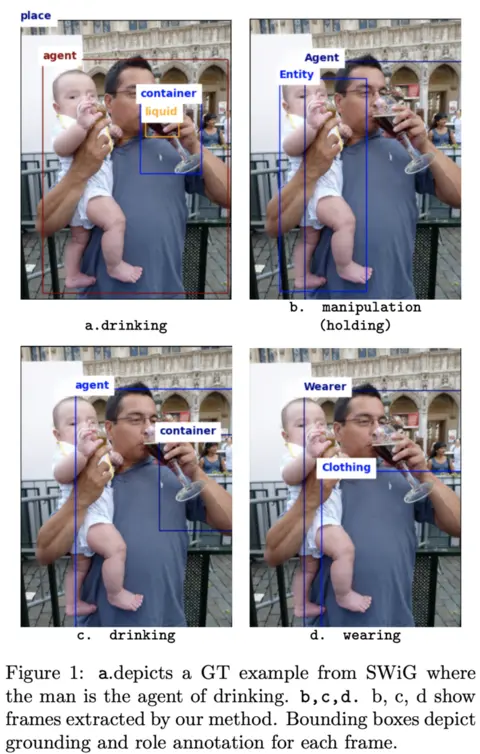 place
agent
container
liquid
a.drinking
Agent
Entity
b. manipulation
(holding)
agent
container
c. drinking
Wearer
Clothing
d. wearing
Figure 1: a.depicts a GT example from SWiG where
the man is the agent of drinking. b,c,d. b, c, d show
frames extracted by our method. Bounding boxes depict
grounding and role annotation for each frame.